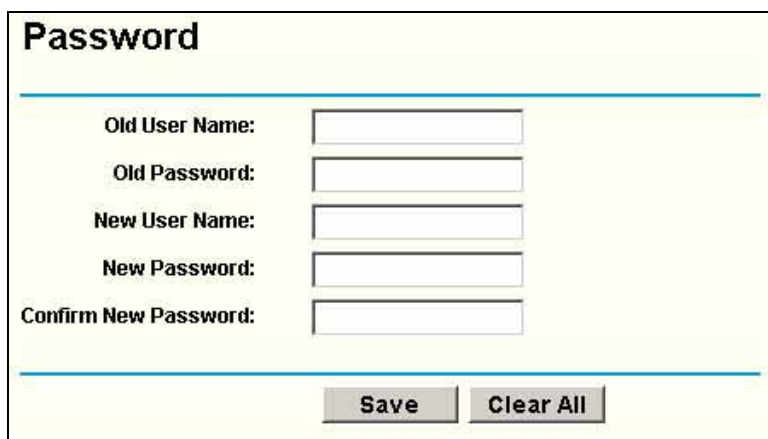 Password
Old User Name:
Old Password:
New User Name:
New Password:
Confirm New Password:
Save Clear All